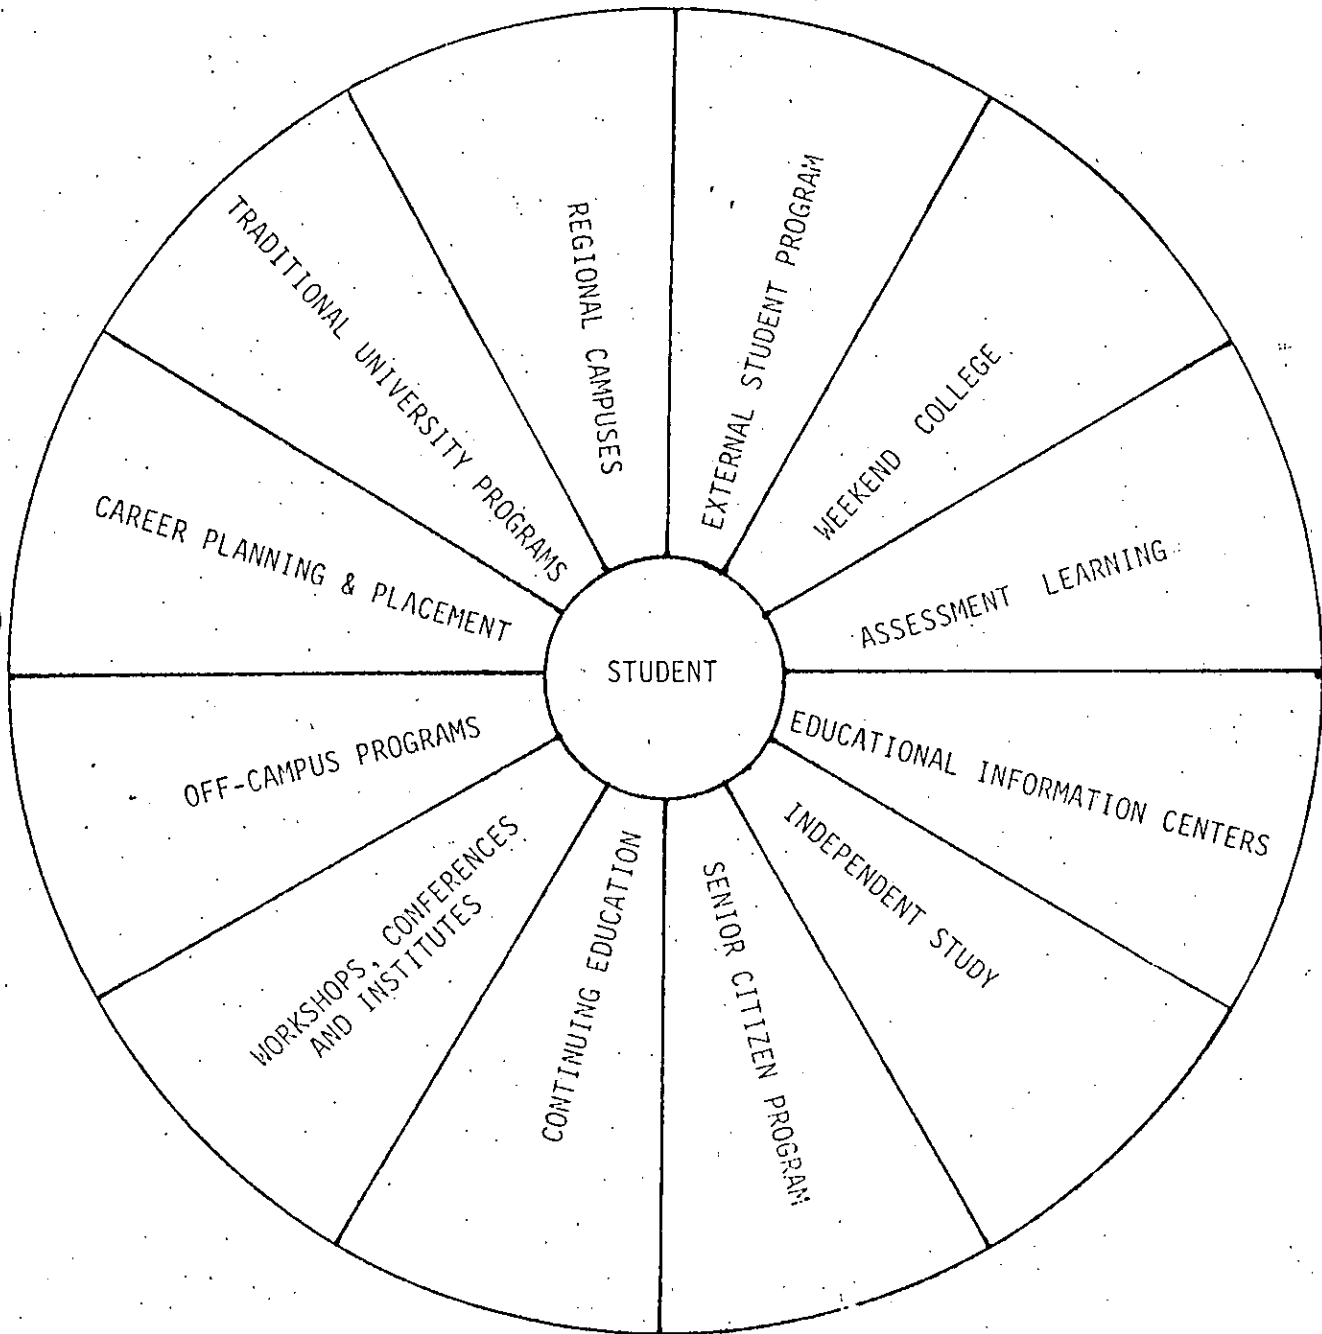 TRADITIONAL UNIVERSITY PROGRAMS
REGIONAL CAMPUSES
EXTERNAL STUDENT PROGRAM
WEEKEND COLLEGE
ASSESSMENT LEARNING
EDUCATIONAL INFORMATION CENTERS
INDEPENDENT STUDY
SENIOR CITIZEN PROGRAM
CONTINUING EDUCATION
WORKSHOPS, CONFERENCES
AND INSTITUTES
OFF-CAMPUS PROGRAMS
CAREER PLANNING & PLACEMENT
STUDENT